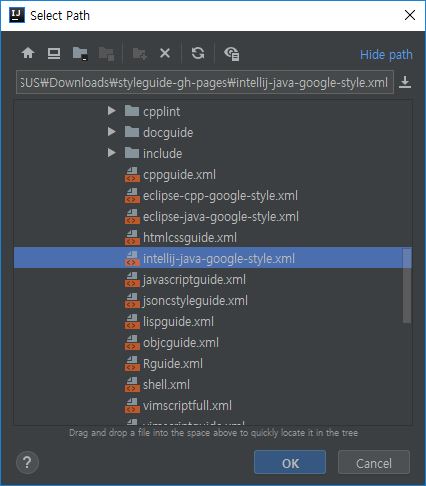 IJ
Select Path
Hide path
SUS₩Downloads₩styleguide-gh-pages₩intellij-java-google-style.xml
cpplint
docguide
include
cppguide.xml
eclipse-cpp-google-style.xml
eclipse-java-google-style.xml
htmlcssguide.xml
intellij-java-google-style.xml
javascriptguide.xml
jsoncstyleguide.xml
lispguide.xml
objcguide.xml
Rguide.xml
shell.xml
vimscriptfull.xml
vimscriptguide.xml
Drag and drop a file into the space above to quickly locate it in the tree
?
OK
Cancel